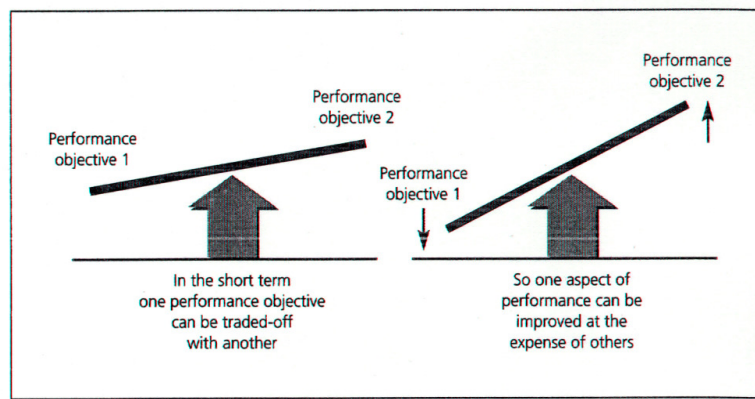 Performance
objective 1
Performance
objective 2
In the short term
one performance objective
can be traded-off
with another
Performance
objective 1
Performance
objective 2
So one aspect of
performance can be
improved at the
expense of others